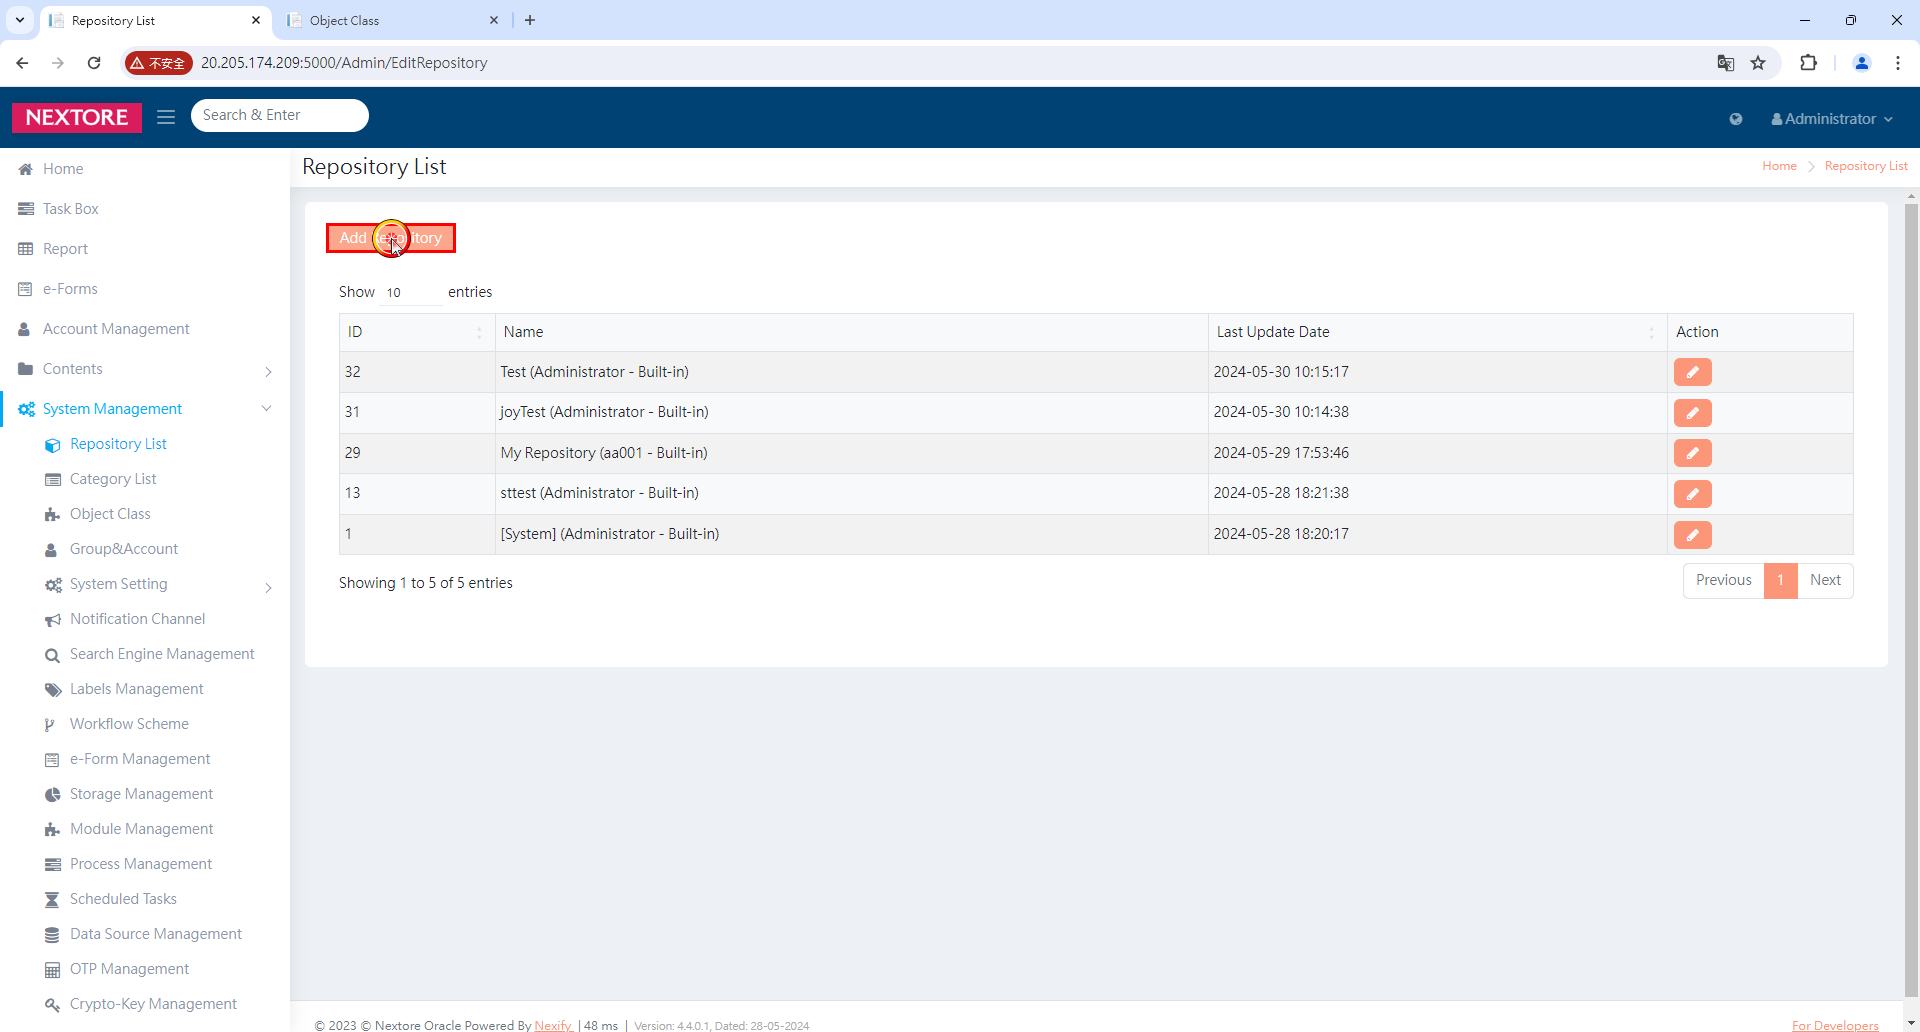 Repository List
Object Class
不安全
20.205.174.209:5000/Admin/EditRepository
NEXTORE
Search & Enter
Administrator
Home
Task Box
Report
e-Forms
Account Management
Contents
System Management
Repository List
Category List
Object Class
Group&Account
System Setting
Notification Channel
Search Engine Management
Labels Management
Workflow Scheme
e-Form Management
Storage Management
Module Management
Process Management
Scheduled Tasks
Data Source Management
OTP Management
Crypto-Key Management
Repository List
Home > Repository List
Add Repository
Show 10 entries
ID Name Last Update Date Action
32 Test (Administrator - Built-in) 2024-05-30 10:15:17
31 joyTest (Administrator - Built-in) 2024-05-30 10:14:38
29 My Repository (aa001 - Built-in) 2024-05-29 17:53:46
13 sttest (Administrator - Built-in) 2024-05-28 18:21:38
1 [System] (Administrator - Built-in) 2024-05-28 18:20:17
Showing 1 to 5 of 5 entries
Previous 1 Next
© 2023 © Nextore Oracle Powered By Nexify | 48 ms | Version: 4.4.0.1, Dated: 28-05-2024
For Developers